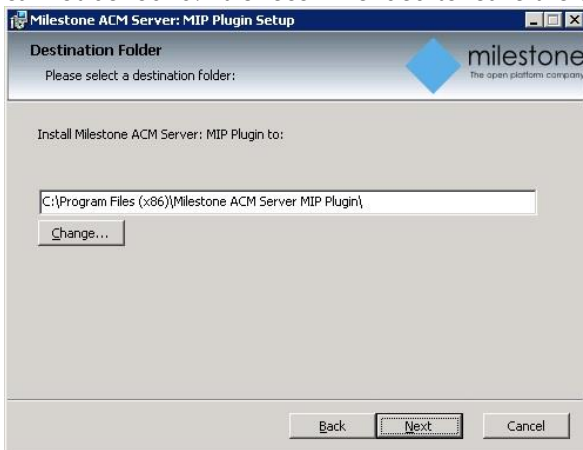 Milestone ACM Server: MIP Plugin Setup
Destination Folder
Please select a destination folder:
milestone
The open platform company
Install Milestone ACM Server: MIP Plugin to:
C:\Program Files (x86)\Milestone ACM Server MIP Plugin\
Change...
Back
Next
Cancel